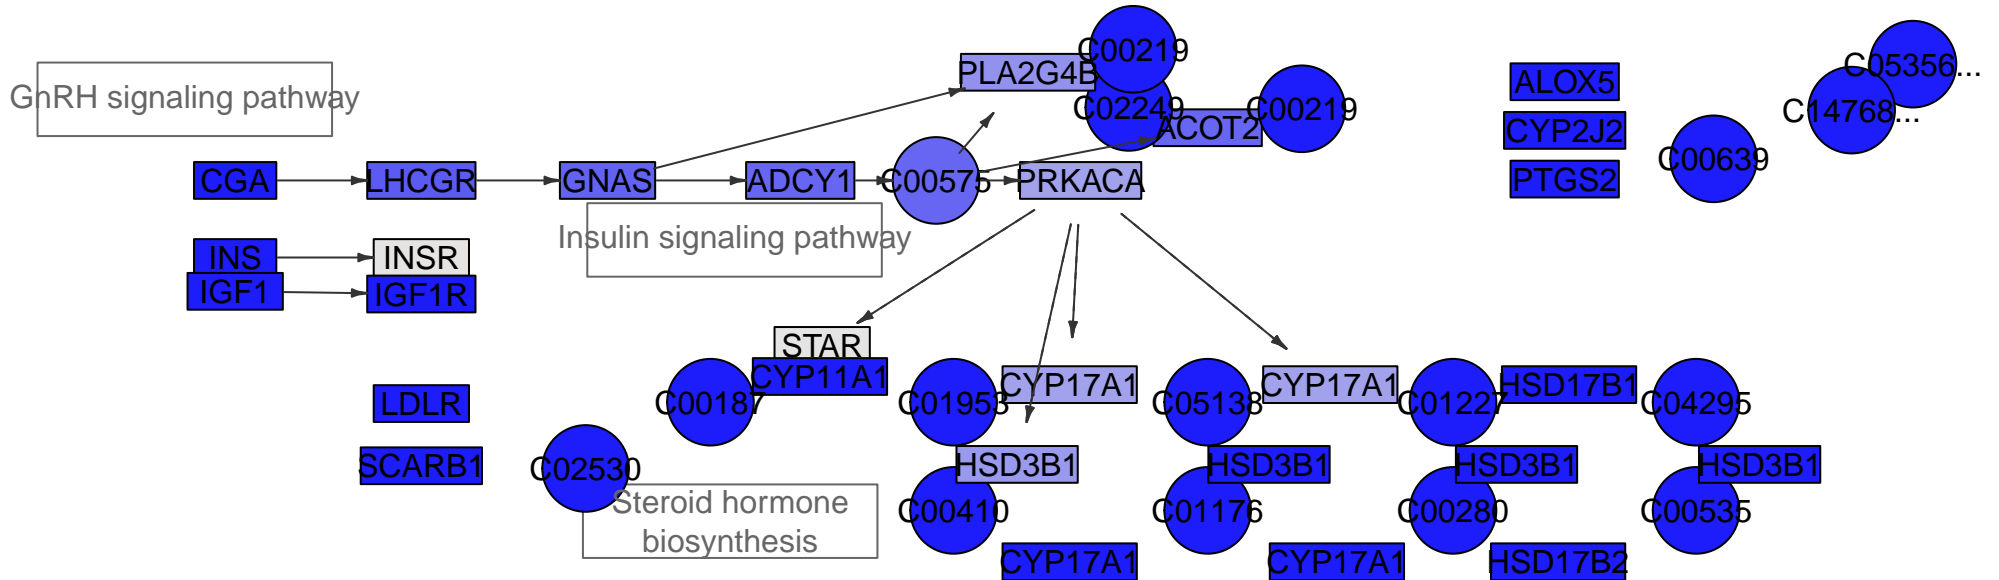 C00219
C05356...
PLA2G4B
ALOX5
GnRH signaling pathway
C02249
C00219
C14768...
ACOT2
CYP2J2
C00639
CGA
LHCGR
GNAS
ADCY1
C00575
PRKACA
PTGS2
Insulin signaling pathway
INS
INSR
IGF1
IGF1R
STAR
CYP11A1
CYP17A1
CYP17A1
HSD17B1
LDLR
C00187
C01953
C05138
C01227
C04295
SCARB1
C02530
HSD3B1
HSD3B1
HSD3B1
HSD3B1
Steroid hormone
biosynthesis
C00410
C01176
C00280
C00535
CYP17A1
CYP17A1
HSD17B2